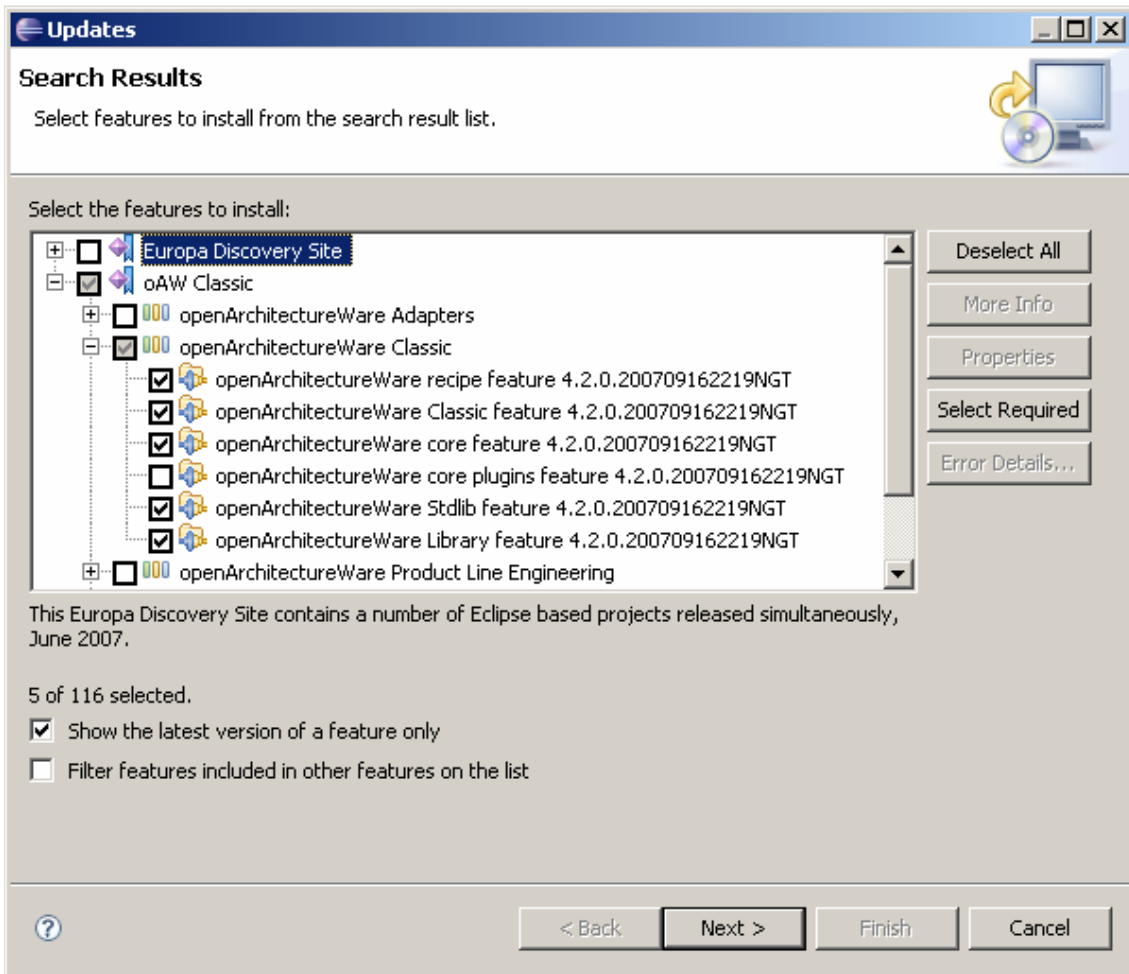 Updates
Search Results
Select features to install from the search result list.
Select the features to install:
Europa Discovery Site
oAW Classic
openArchitectureWare Adapters
openArchitectureWare Classic
openArchitectureWare recipe feature 4.2.0.200709162219NGT
openArchitectureWare Classic feature 4.2.0.200709162219NGT
openArchitectureWare core feature 4.2.0.200709162219NGT
openArchitectureWare core plugins feature 4.2.0.200709162219NGT
openArchitectureWare Stdlib feature 4.2.0.200709162219NGT
openArchitectureWare Library feature 4.2.0.200709162219NGT
openArchitectureWare Product Line Engineering
Deselect All
More Info
Properties
Select Required
Error Details...
This Europa Discovery Site contains a number of Eclipse based projects released simultaneously,
June 2007.
5 of 116 selected.
Show the latest version of a feature only
Filter features included in other features on the list
?
< Back
Next >
Finish
Cancel